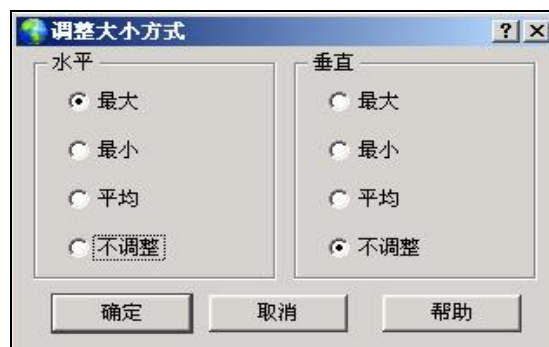 调整大小方式
水平
垂直
最大
最大
最小
最小
平均
平均
不调整
不调整
确定
取消
帮助